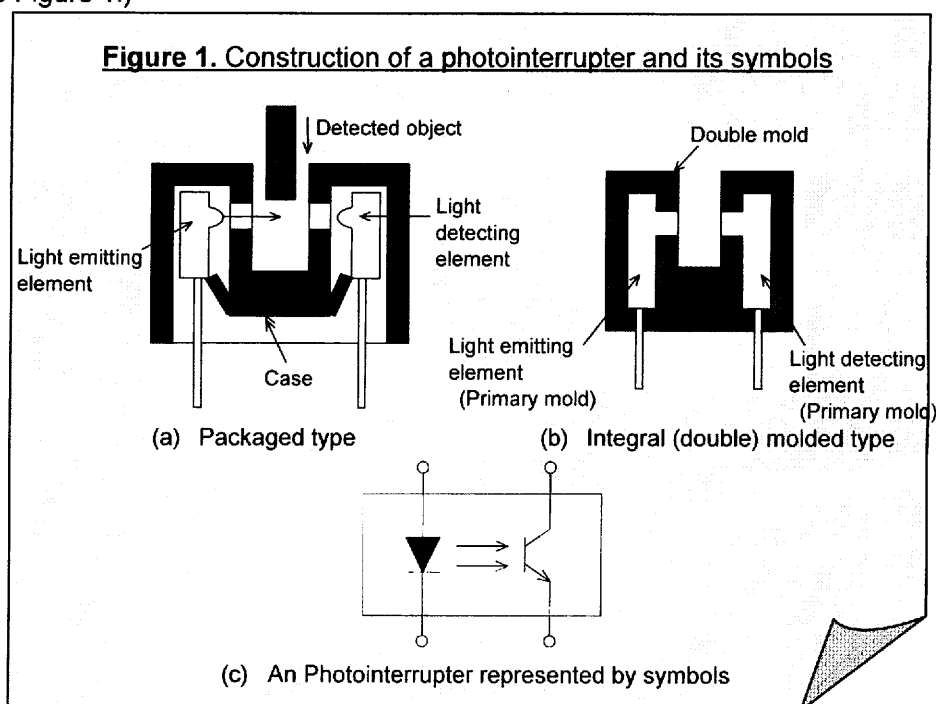 Figure 1.)
Figure 1. Construction of a photointerrupter and its symbols
Detected object
Light emitting
element
Light
detecting
element
Case
(a) Packaged type
Double mold
Light emitting
element
(Primary mold)
Light detecting
element
(Primary mold)
(b) Integral (double) molded type
(c) An Photointerrupter represented by symbols